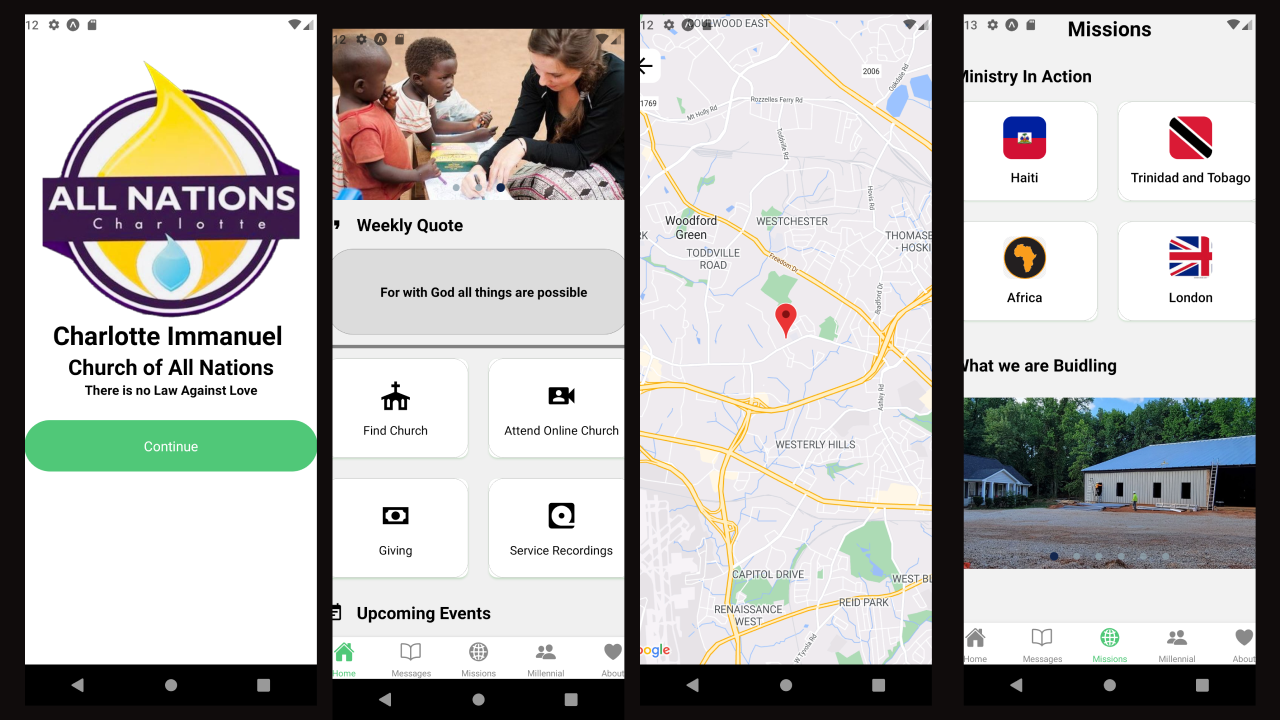 12
ALL NATIONS
Charlotte
Charlotte Immanuel
Church of All Nations
There is no Law Against Love
Continue
12
Weekly Quote
For with God all things are possible
Find Church
Attend Online Church
Giving
Service Recordings
Upcoming Events
Home
Messages
Missions
Millennial
About
12
COULWOOD EAST
2006
Oakdale Rd
1769
Mt Holly Rd
Rozzelles Ferry Rd
Toddville Rd
Hovis Rd
Woodford
Green
WESTCHESTER
RK
THOMASB
- HOSKI
TODDVILLE
ROAD
Freedom Dr
Bradford Dr
Ashley Rd
WESTERLY HILLS
CAPITOL DRIVE
WEST BL
RENAISSANCE
WEST
REID PARK
W Tyvola Rd
oogle
13
Missions
Ministry In Action
Haiti
Trinidad and Tobago
Africa
London
What we are Buidling
Home
Messages
Missions
Millennial
About